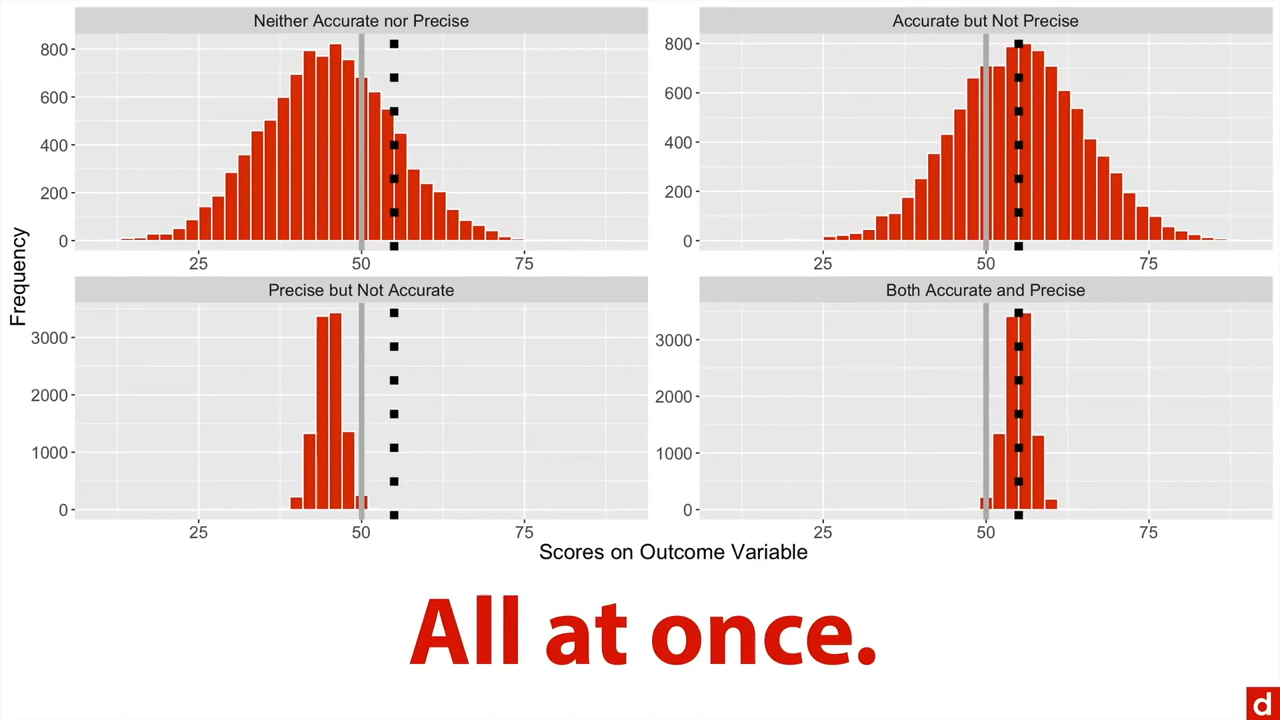 Neither Accurate nor Precise
Accurate but Not Precise
800
600
400
200
0
25 50 75
800
600
400
200
0
25 50 75
Frequency
Precise but Not Accurate
Both Accurate and Precise
3000
2000
1000
0
25 50 75
3000
2000
1000
0
25 50 75
Scores on Outcome Variable
All at once.
d